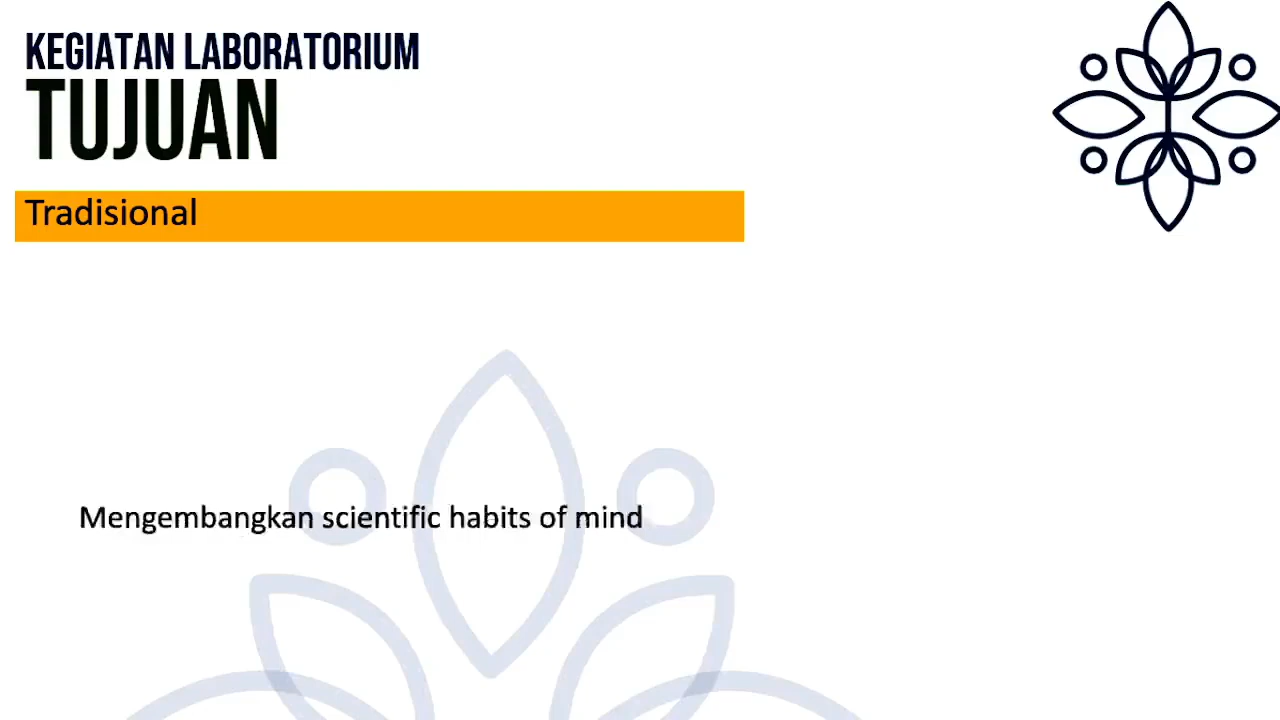 KEGIATAN LABORATORIUM
TUJUAN
Tradisional
Mengembangkan scientific habits of mind